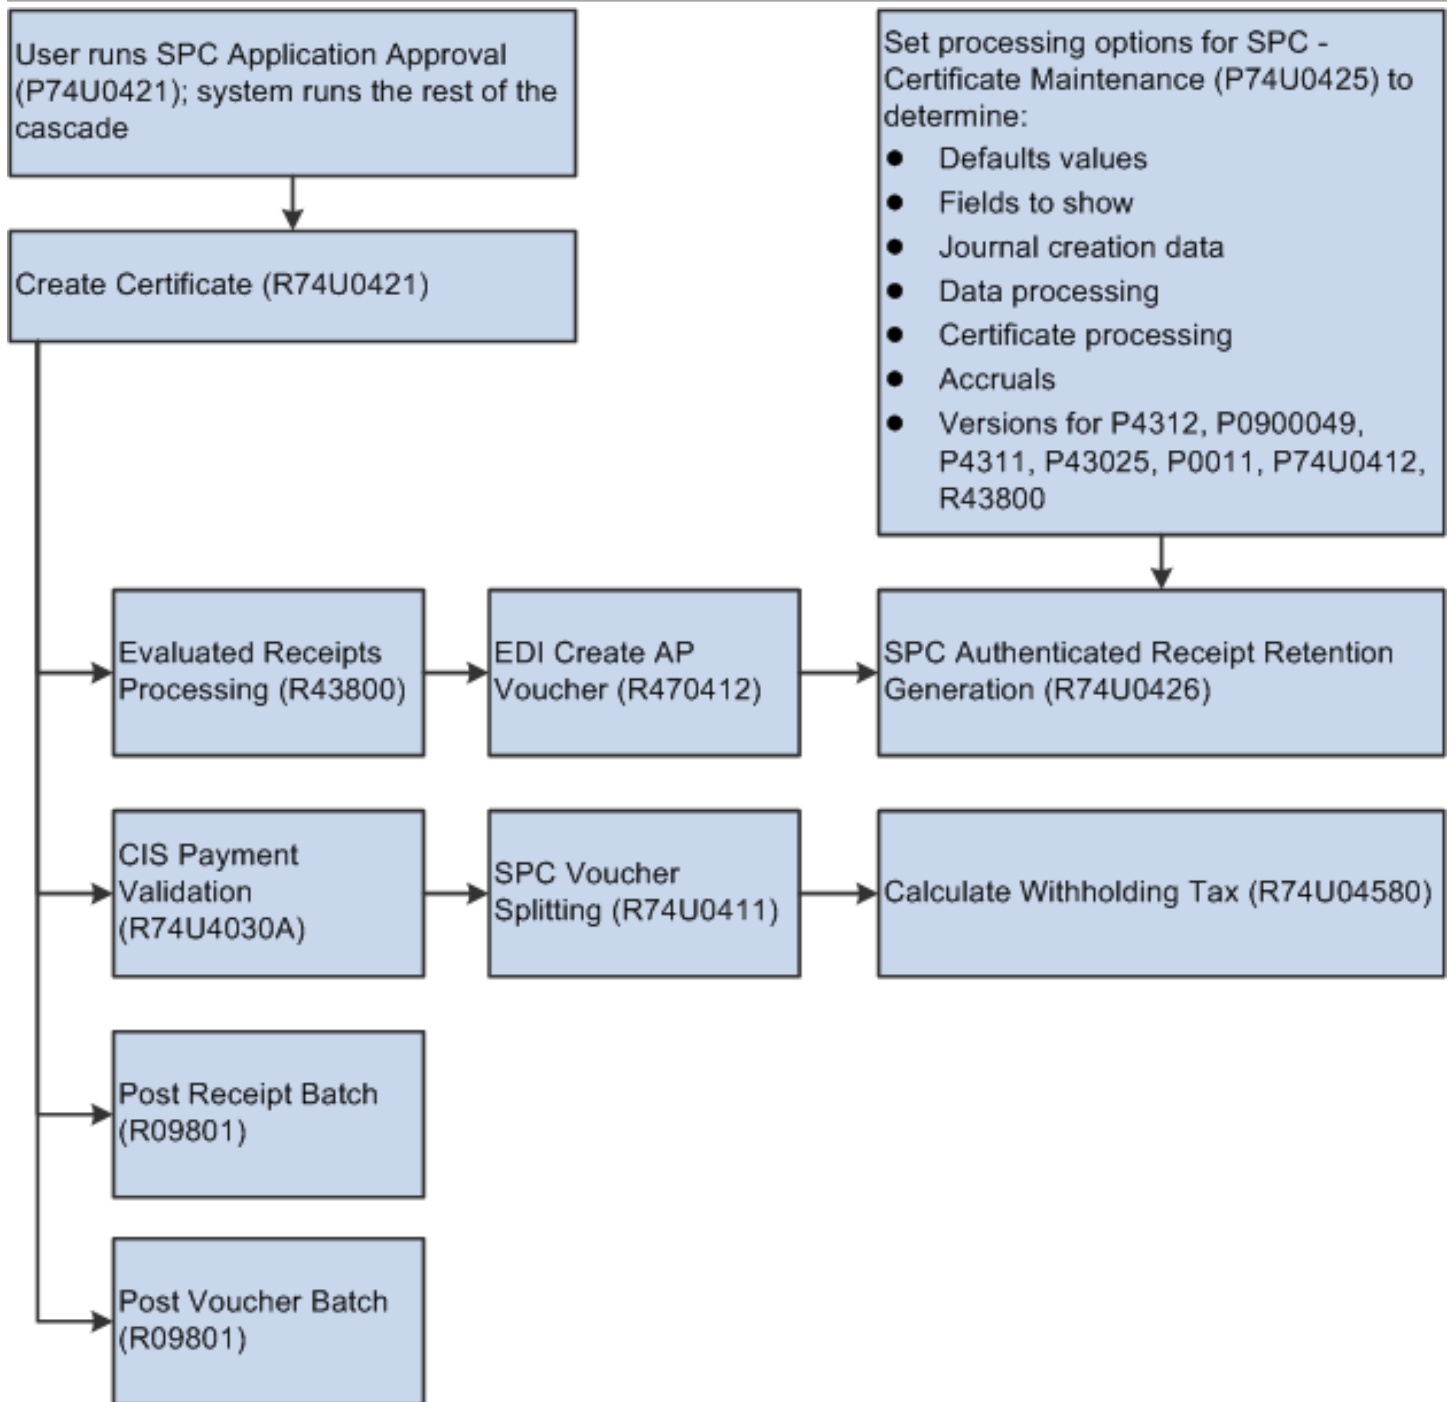 User runs SPC Application Approval
(P74U0421); system runs the rest of the
cascade
Create Certificate (R74U0421)
Set processing options for SPC -
Certificate Maintenance (P74U0425) to
determine:
● Defaults values
● Fields to show
● Journal creation data
● Data processing
● Certificate processing
● Accruals
● Versions for P4312, P0900049,
P4311, P43025, P0011, P74U0412,
R43800
Evaluated Receipts
Processing (R43800)
EDI Create AP
Voucher (R470412)
SPC Authenticated Receipt Retention
Generation (R74U0426)
CIS Payment
Validation
(R74U4030A)
SPC Voucher
Splitting (R74U0411)
Calculate Withholding Tax (R74U04580)
Post Receipt Batch
(R09801)
Post Voucher Batch
(R09801)